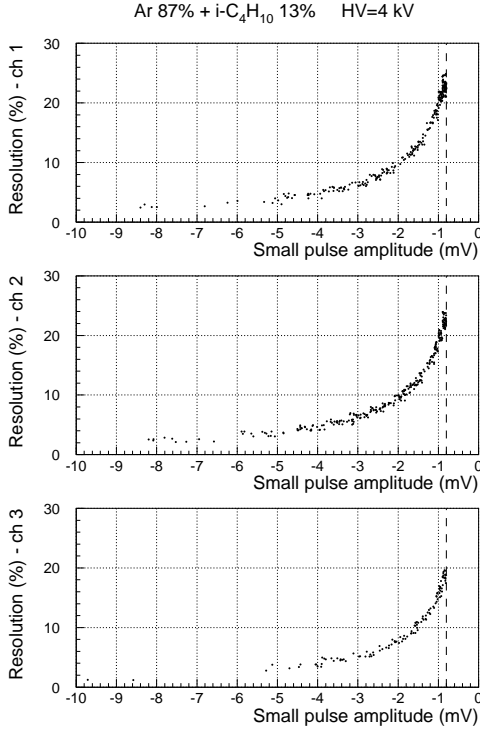 Ar 87% + i-C₄H₁₀ 13% HV=4 kV
Resolution (%) - ch 1
30
20
10
0
-10 -9 -8 -7 -6 -5 -4 -3 -2 -1 0
Small pulse amplitude (mV)
Resolution (%) - ch 2
30
20
10
0
-10 -9 -8 -7 -6 -5 -4 -3 -2 -1 0
Small pulse amplitude (mV)
Resolution (%) - ch 3
30
20
10
0
-10 -9 -8 -7 -6 -5 -4 -3 -2 -1 0
Small pulse amplitude (mV)